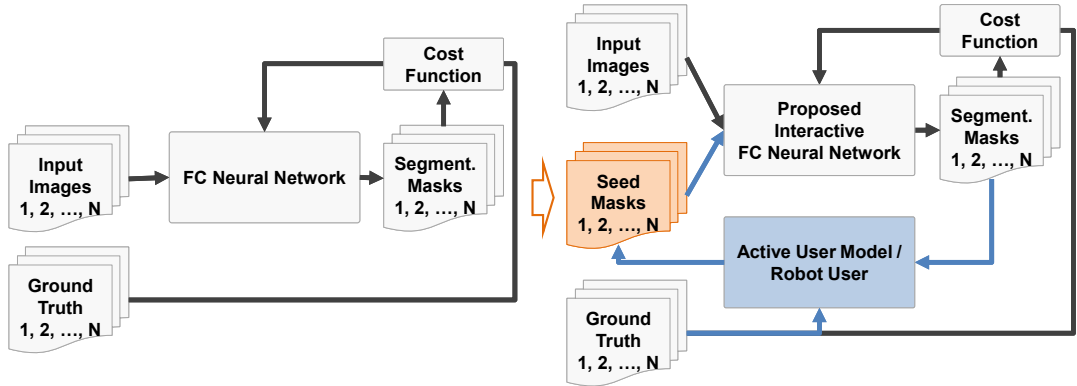 Cost
Function
Input
Images
1, 2, …, N
FC Neural Network
Segment.
Masks
1, 2, …, N
Ground
Truth
1, 2, …, N
Input
Images
1, 2, …, N
Cost
Function
Proposed
Interactive
FC Neural Network
Segment.
Masks
1, 2, …, N
Seed
Masks
1, 2, …, N
Active User Model /
Robot User
Ground
Truth
1, 2, …, N